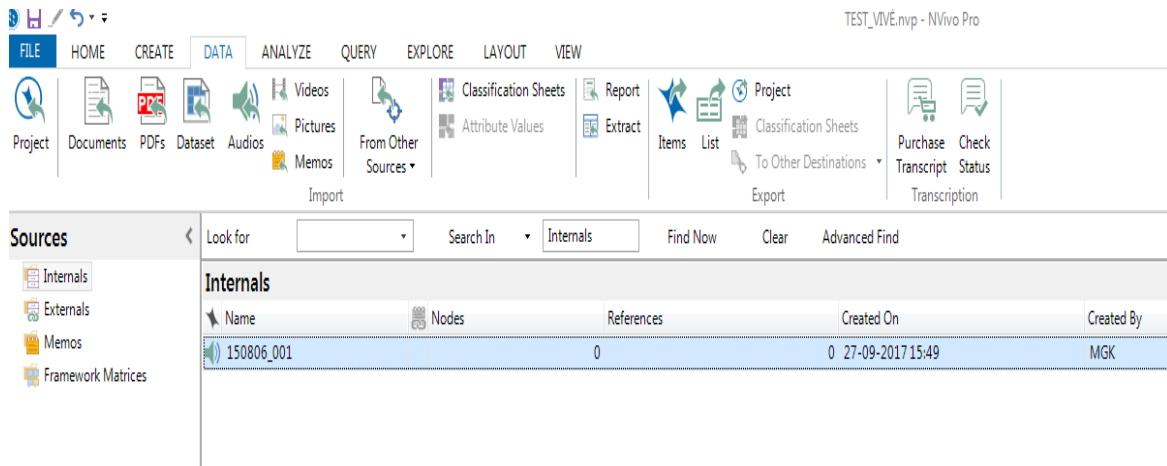 TEST_VIVÉ.nvp - NVivo Pro
FILE HOME CREATE DATA ANALYZE QUERY EXPLORE LAYOUT VIEW
Project
Documents
PDF
PDFs
Dataset
Audios
Videos
Pictures
Memos
From Other
Sources
Classification Sheets
Attribute Values
Report
Extract
Import
Items
List
Project
Classification Sheets
To Other Destinations
Export
Purchase
Transcript
Check
Status
Transcription
Sources
Internals
Externals
Memos
Framework Matrices
Look for Search In Internals Find Now Clear Advanced Find
Internals
Name Nodes References Created On Created By
150806_001 0 0 27-09-2017 15:49 MGK